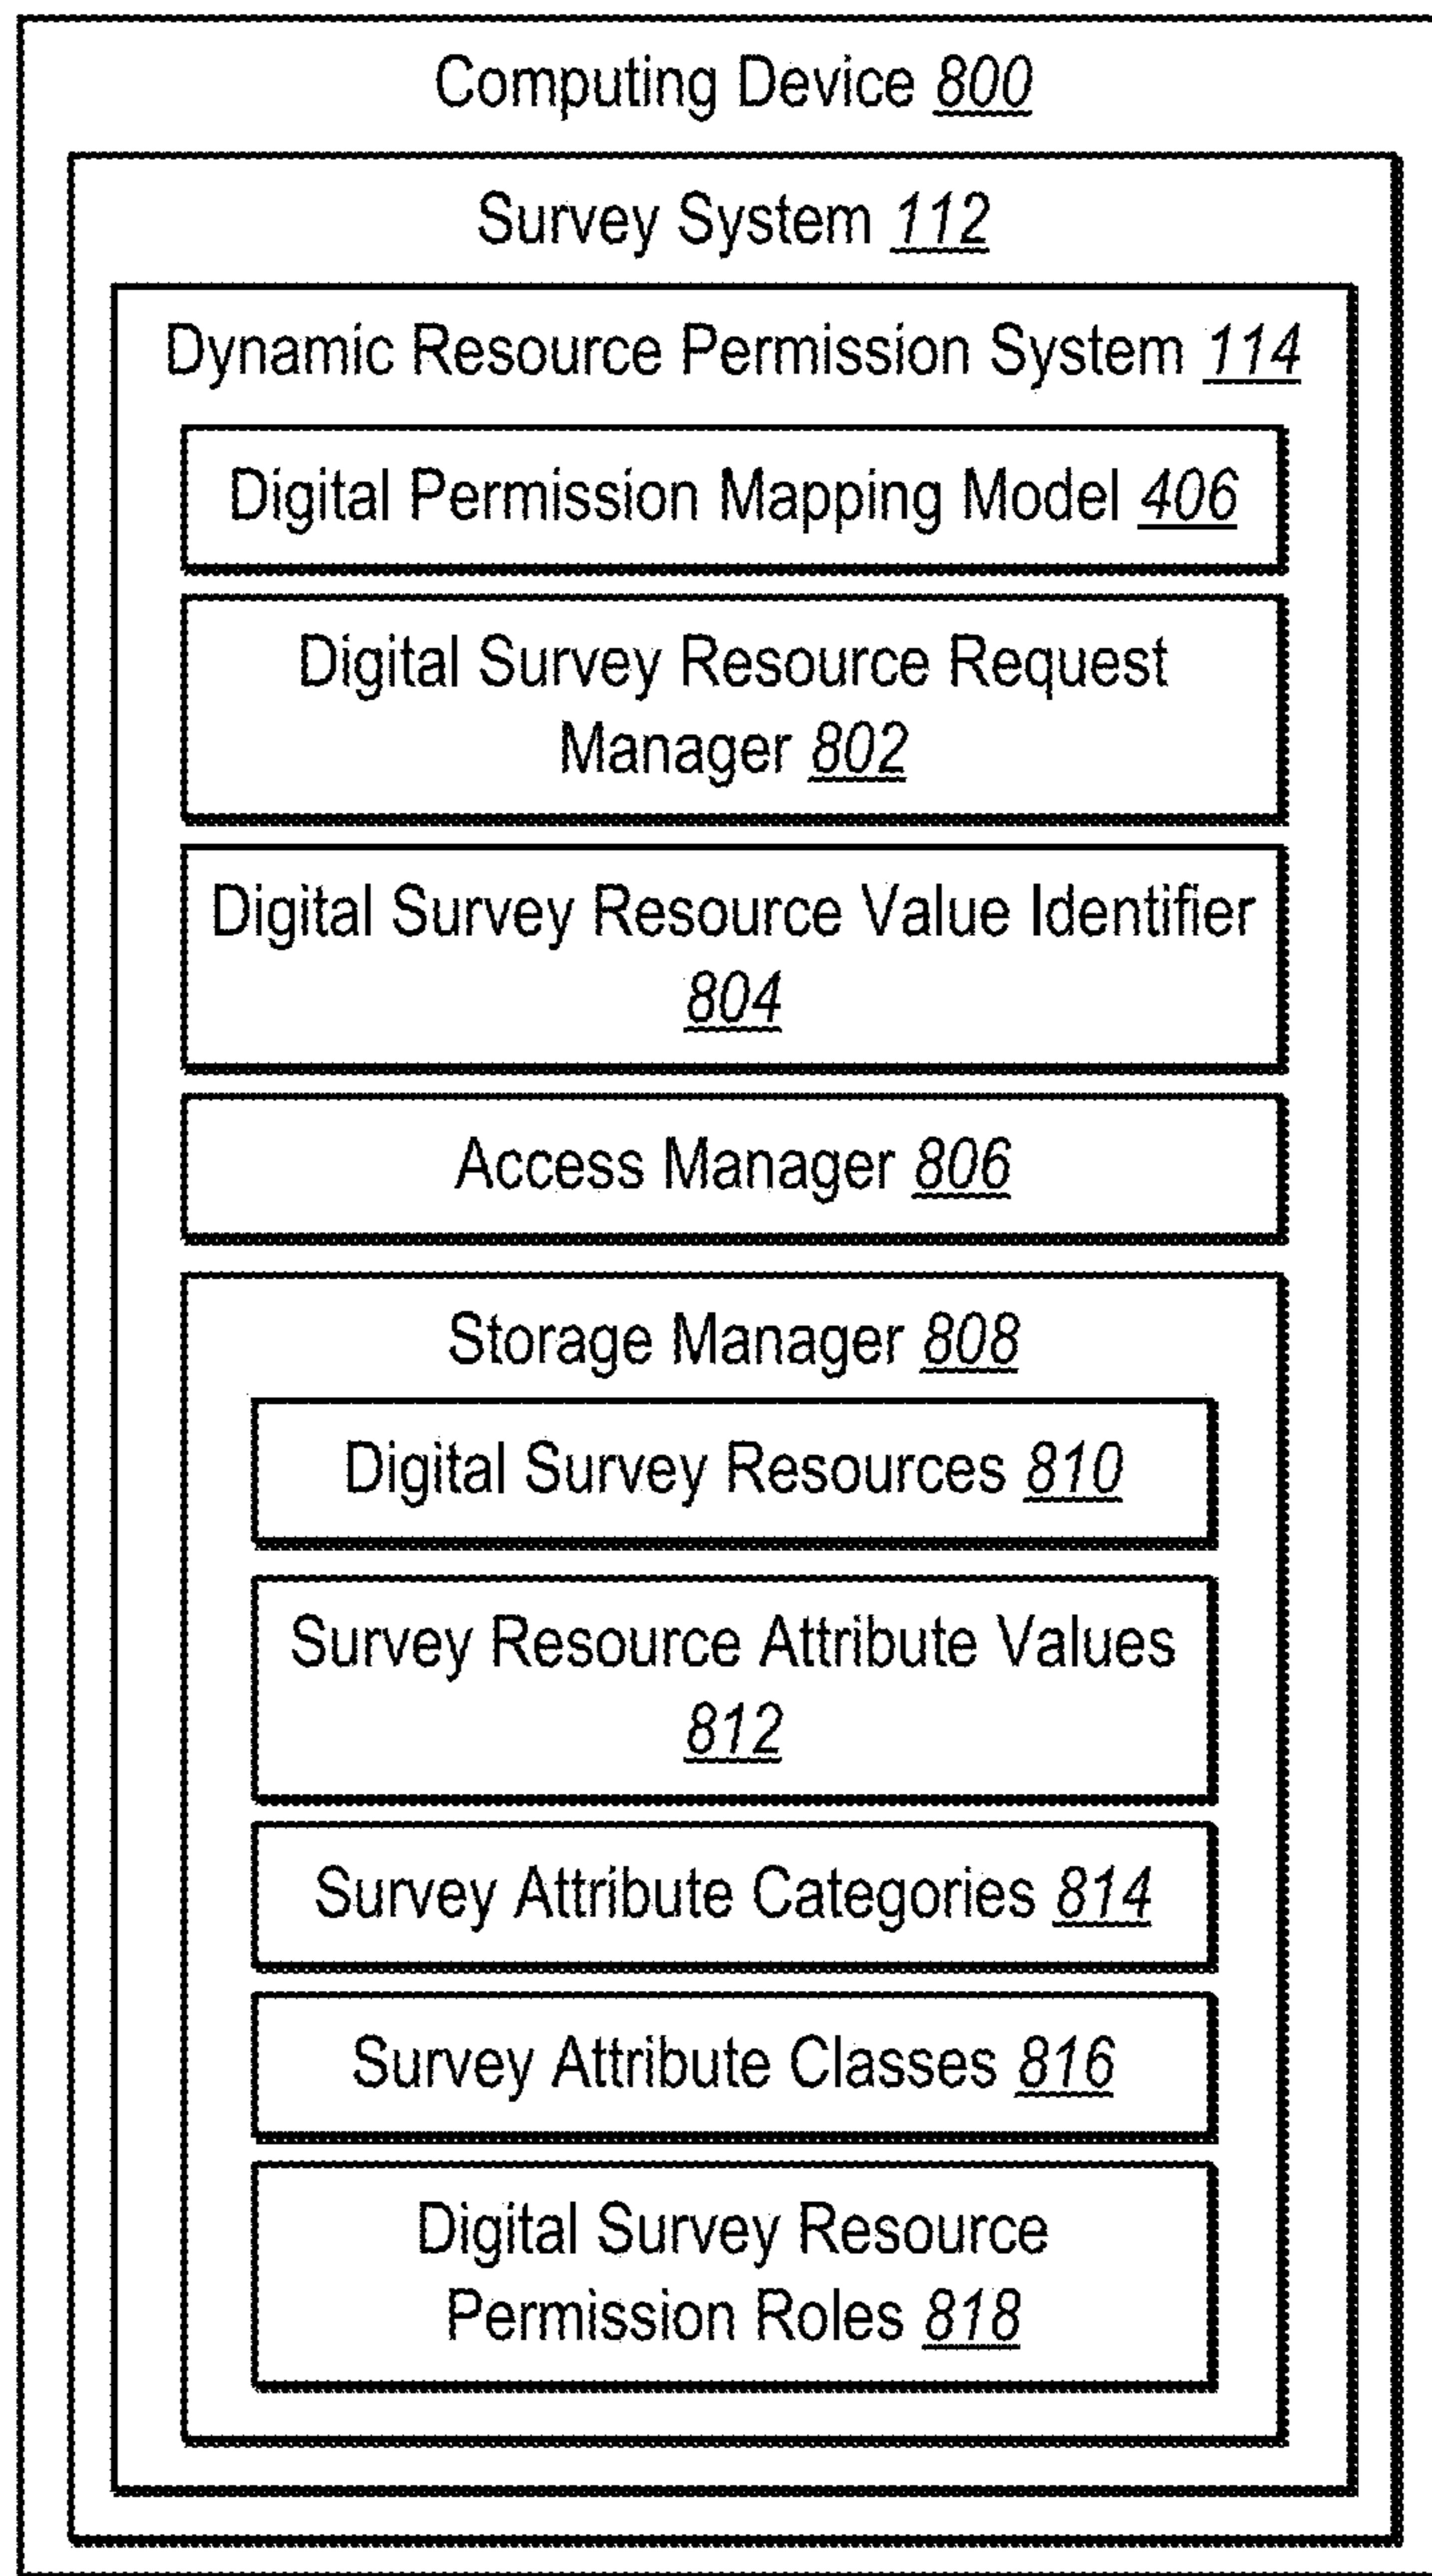 Computing Device 800
Survey System 112
Dynamic Resource Permission System 114
Digital Permission Mapping Model 406
Digital Survey Resource Request
Manager 802
Digital Survey Resource Value Identifier
804
Access Manager 806
Storage Manager 808
Digital Survey Resources 810
Survey Resource Attribute Values
812
Survey Attribute Categories 814
Survey Attribute Classes 816
Digital Survey Resource
Permission Roles 818